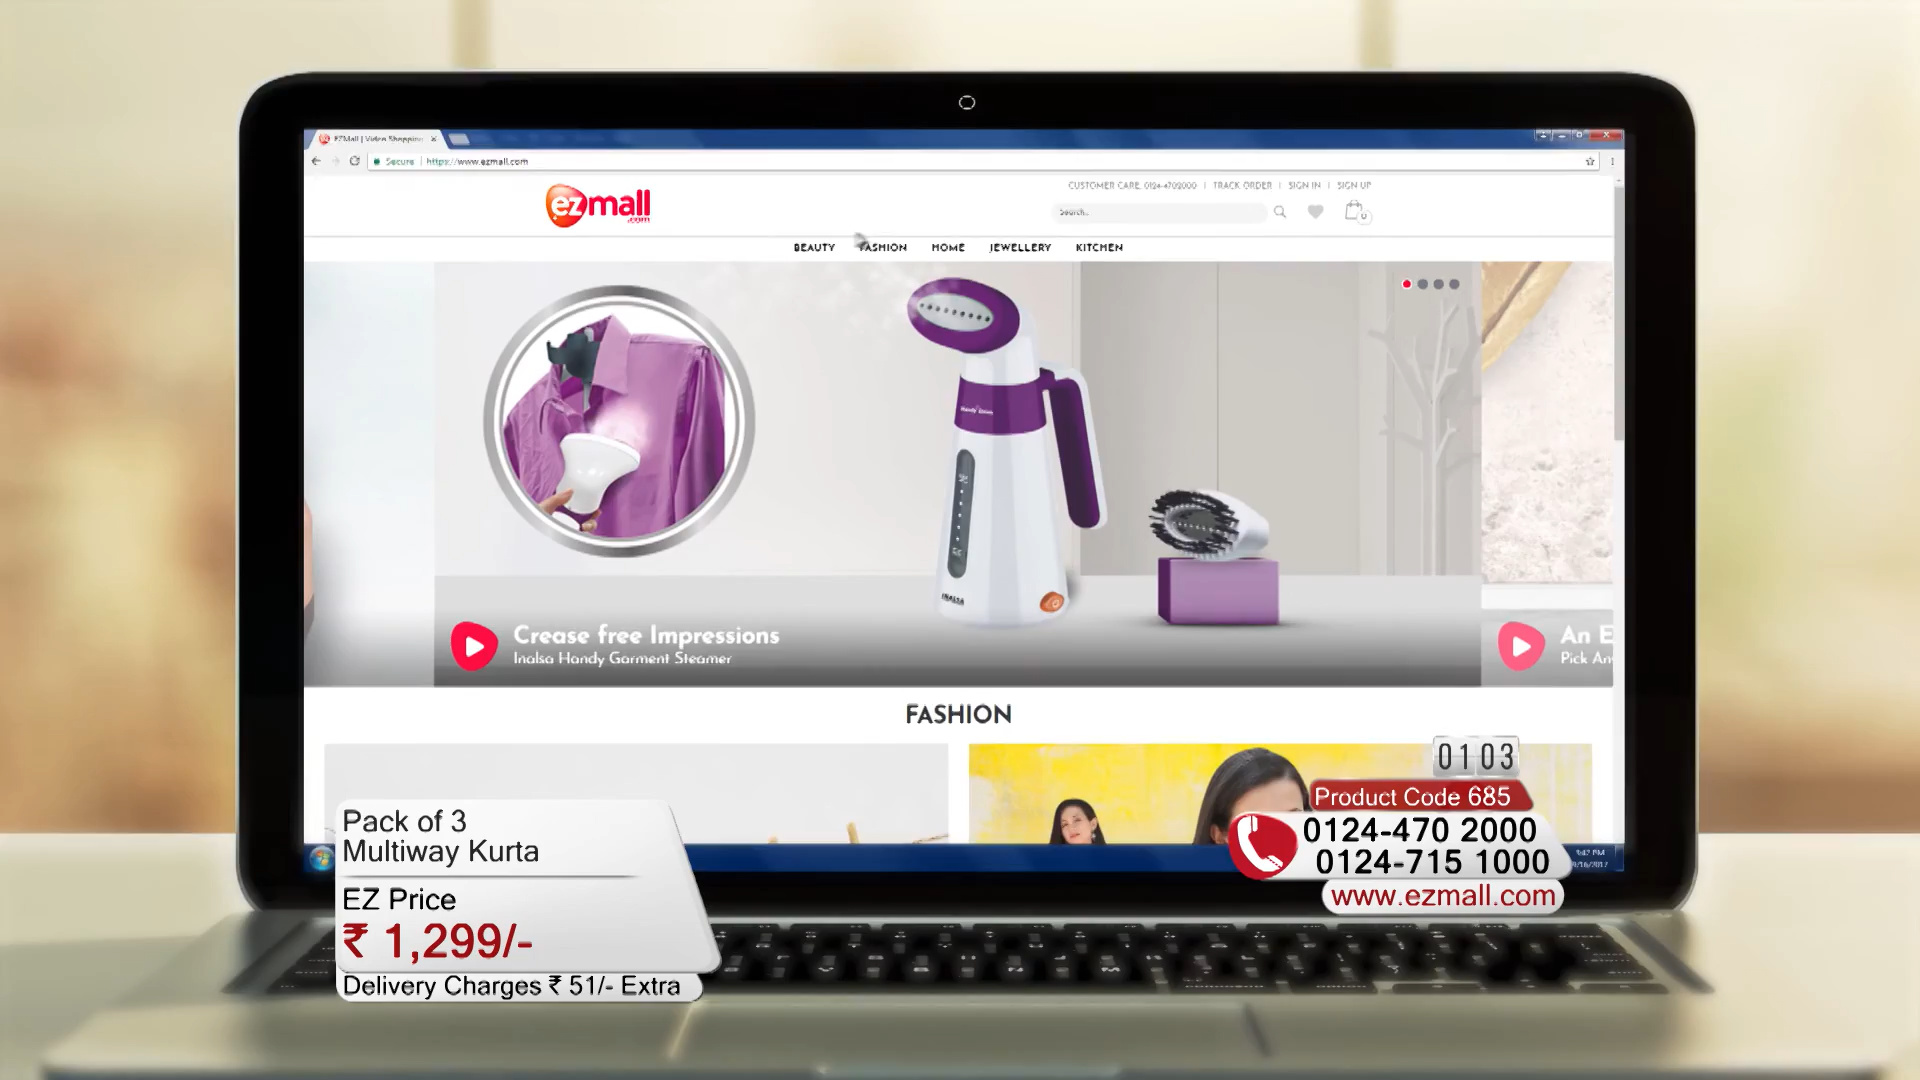 EZMall | Video Shopping
Secure | https://www.ezmall.com
ezmall
.com
CUSTOMER CARE: 0124-4702000 | TRACK ORDER | SIGN IN | SIGN UP
Search..
0
BEAUTY FASHION HOME JEWELLERY KITCHEN
INALSA
Crease free Impressions
Inalsa Handy Garment Steamer
An E
Pick An
FASHION
01 03
Product Code 685
0124-470 2000
0124-715 1000
www.ezmall.com
Pack of 3
Multiway Kurta
EZ Price
₹ 1,299/-
Delivery Charges ₹ 51/- Extra